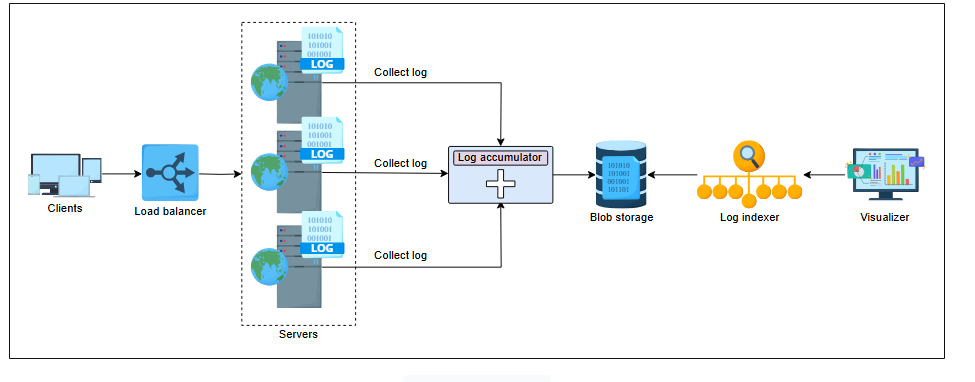 101010
101001
001001
LOG
Collect log
101010
101001
001001
LOG
Collect log
101010
101001
001001
LOG
Collect log
Clients
Load balancer
Servers
Log accumulator
101010
101001
001001
101101
Blob storage
Log indexer
Visualizer